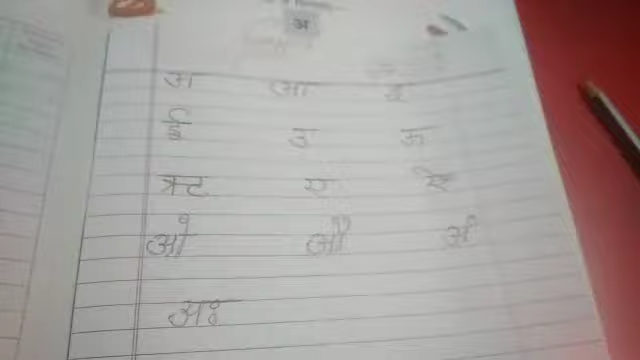 अ
अ आ इ
ई उ ऊ
ऋ ए ऐ
ओ औ अं
अः